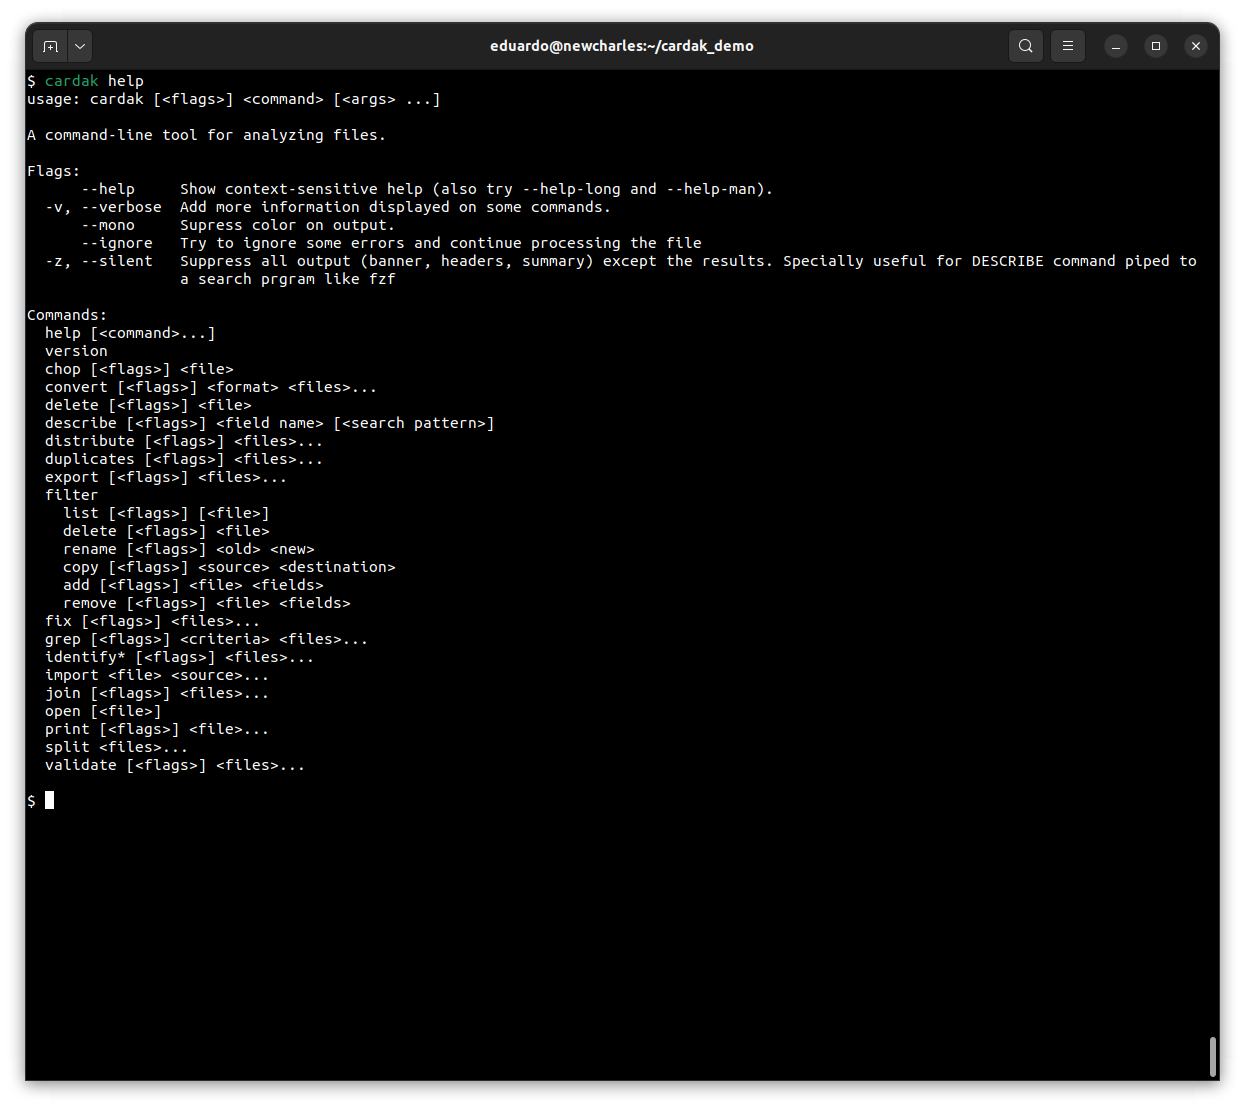 eduardo@newcharles:~/cardak_demo
$ cardak help
usage: cardak [<flags>] <command> [<args> ...]
A command-line tool for analyzing files.
Flags:
--help Show context-sensitive help (also try --help-long and --help-man).
-v, --verbose Add more information displayed on some commands.
--mono Supress color on output.
--ignore Try to ignore some errors and continue processing the file
-z, --silent Suppress all output (banner, headers, summary) except the results. Specially useful for DESCRIBE command piped to
a search prgram like fzf
Commands:
help [<command>...]
version
chop [<flags>] <file>
convert [<flags>] <format> <files>...
delete [<flags>] <file>
describe [<flags>] <field name> [<search pattern>]
distribute [<flags>] <files>...
duplicates [<flags>] <files>...
export [<flags>] <files>...
filter
list [<flags>] [<file>]
delete [<flags>] <file>
rename [<flags>] <old> <new>
copy [<flags>] <source> <destination>
add [<flags>] <file> <fields>
remove [<flags>] <file> <fields>
fix [<flags>] <files>...
grep [<flags>] <criteria> <files>...
identify* [<flags>] <files>...
import <file> <source>...
join [<flags>] <files>...
open [<file>]
print [<flags>] <file>...
split <files>...
validate [<flags>] <files>...
$